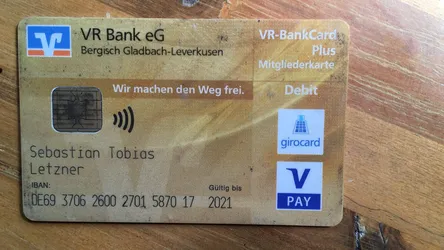 VR Bank eG
Bergisch Gladbach-Leverkusen
VR-BankCard
Plus
Mitgliederkarte
Wir machen den Weg frei.
Debit
girocard
Sebastian Tobias
Letzner
IBAN:
Gültig bis
DE69 3706 2600 2701 5870 17 2021
V
PAY